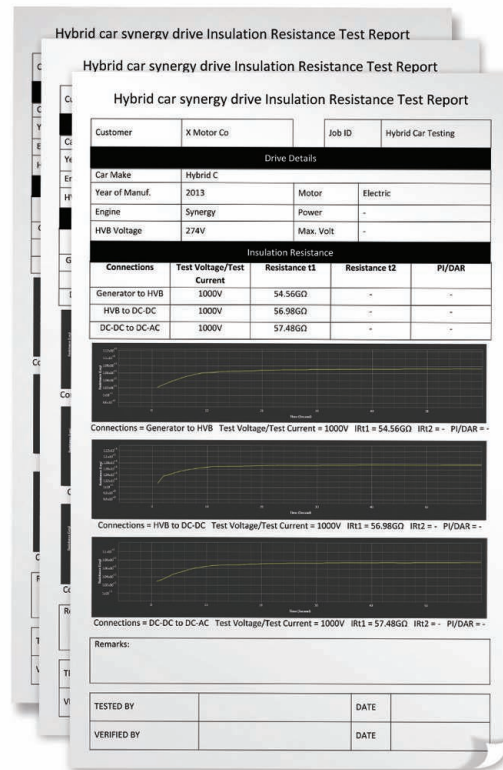 Hybrid car synergy drive Insulation Resistance Test Report
Hybrid car synergy drive Insulation Resistance Test Report
Hybrid car synergy drive Insulation Resistance Test Report
Customer X Motor Co Job ID Hybrid Car Testing
Drive Details
Car Make Hybrid C
Year of Manuf. 2013 Motor Electric
Engine Synergy Power -
HVB Voltage 274V Max. Volt -
Insulation Resistance
Connections Test Voltage/Test Current Resistance t1 Resistance t2 PI/DAR
Generator to HVB 1000V 54.56GΩ - -
HVB to DC-DC 1000V 56.98GΩ - -
DC-DC to DC-AC 1000V 57.48GΩ - -
Connections = Generator to HVB Test Voltage/Test Current = 1000V IRt1 = 54.56GΩ IRt2 = - PI/DAR = -
Connections = HVB to DC-DC Test Voltage/Test Current = 1000V IRt1 = 56.98GΩ IRt2 = - PI/DAR = -
Connections = DC-DC to DC-AC Test Voltage/Test Current = 1000V IRt1 = 57.48GΩ IRt2 = - PI/DAR = -
Remarks:
TESTED BY DATE
VERIFIED BY DATE